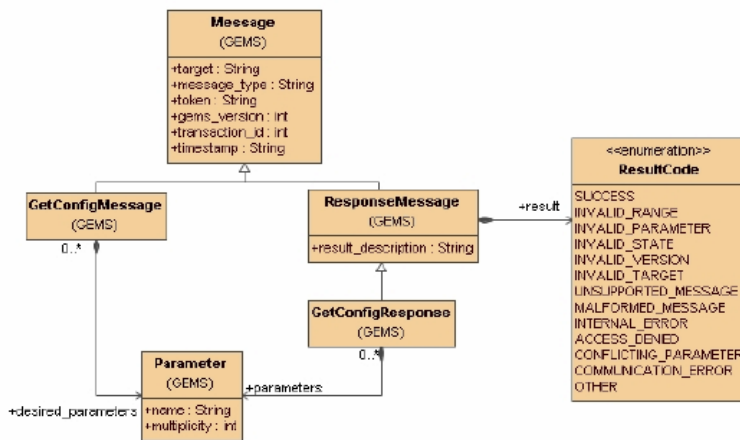 Message
(GEMS)
+target : String
+message_type : String
+token : String
+gems_version : int
+transaction_id : int
+timestamp : String
<<enumeration>>
ResultCode
SUCCESS
INVALID_RANGE
INVALID_PARAMETER
INVALID_STATE
INVALID_VERSION
INVALID_TARGET
UNSUPPORTED_MESSAGE
MALFORMED_MESSAGE
INTERNAL_ERROR
ACCESS_DENIED
CONFLICTING_PARAMETER
COMMUNICATION_ERROR
OTHER
GetConfigMessage
(GEMS)
0..*
ResponseMessage
(GEMS)
+result_description : String
+result
GetConfigResponse
(GEMS)
0..*
Parameter
(GEMS)
+name : String
+multiplicity : int
+parameters
+desired_parameters